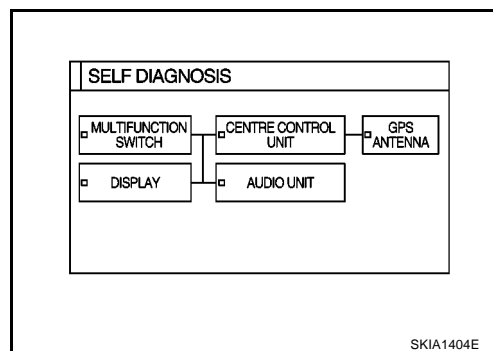 SELF DIAGNOSIS
MULTIFUNCTION
SWITCH
CENTRE CONTROL
UNIT
GPS
ANTENNA
DISPLAY
AUDIO UNIT
SKIA1404E